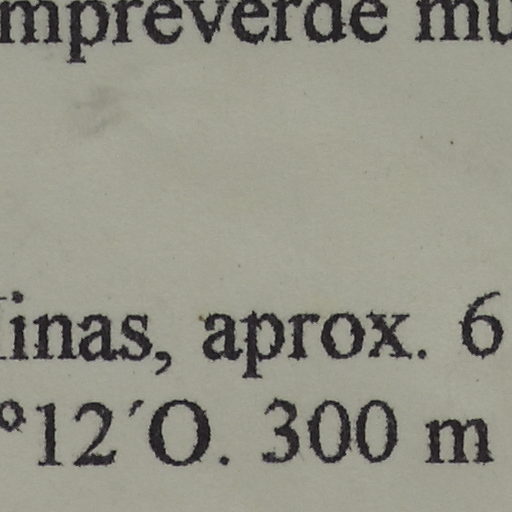 mpreverde mu
inas, aprox. 6
°12´O. 300 m